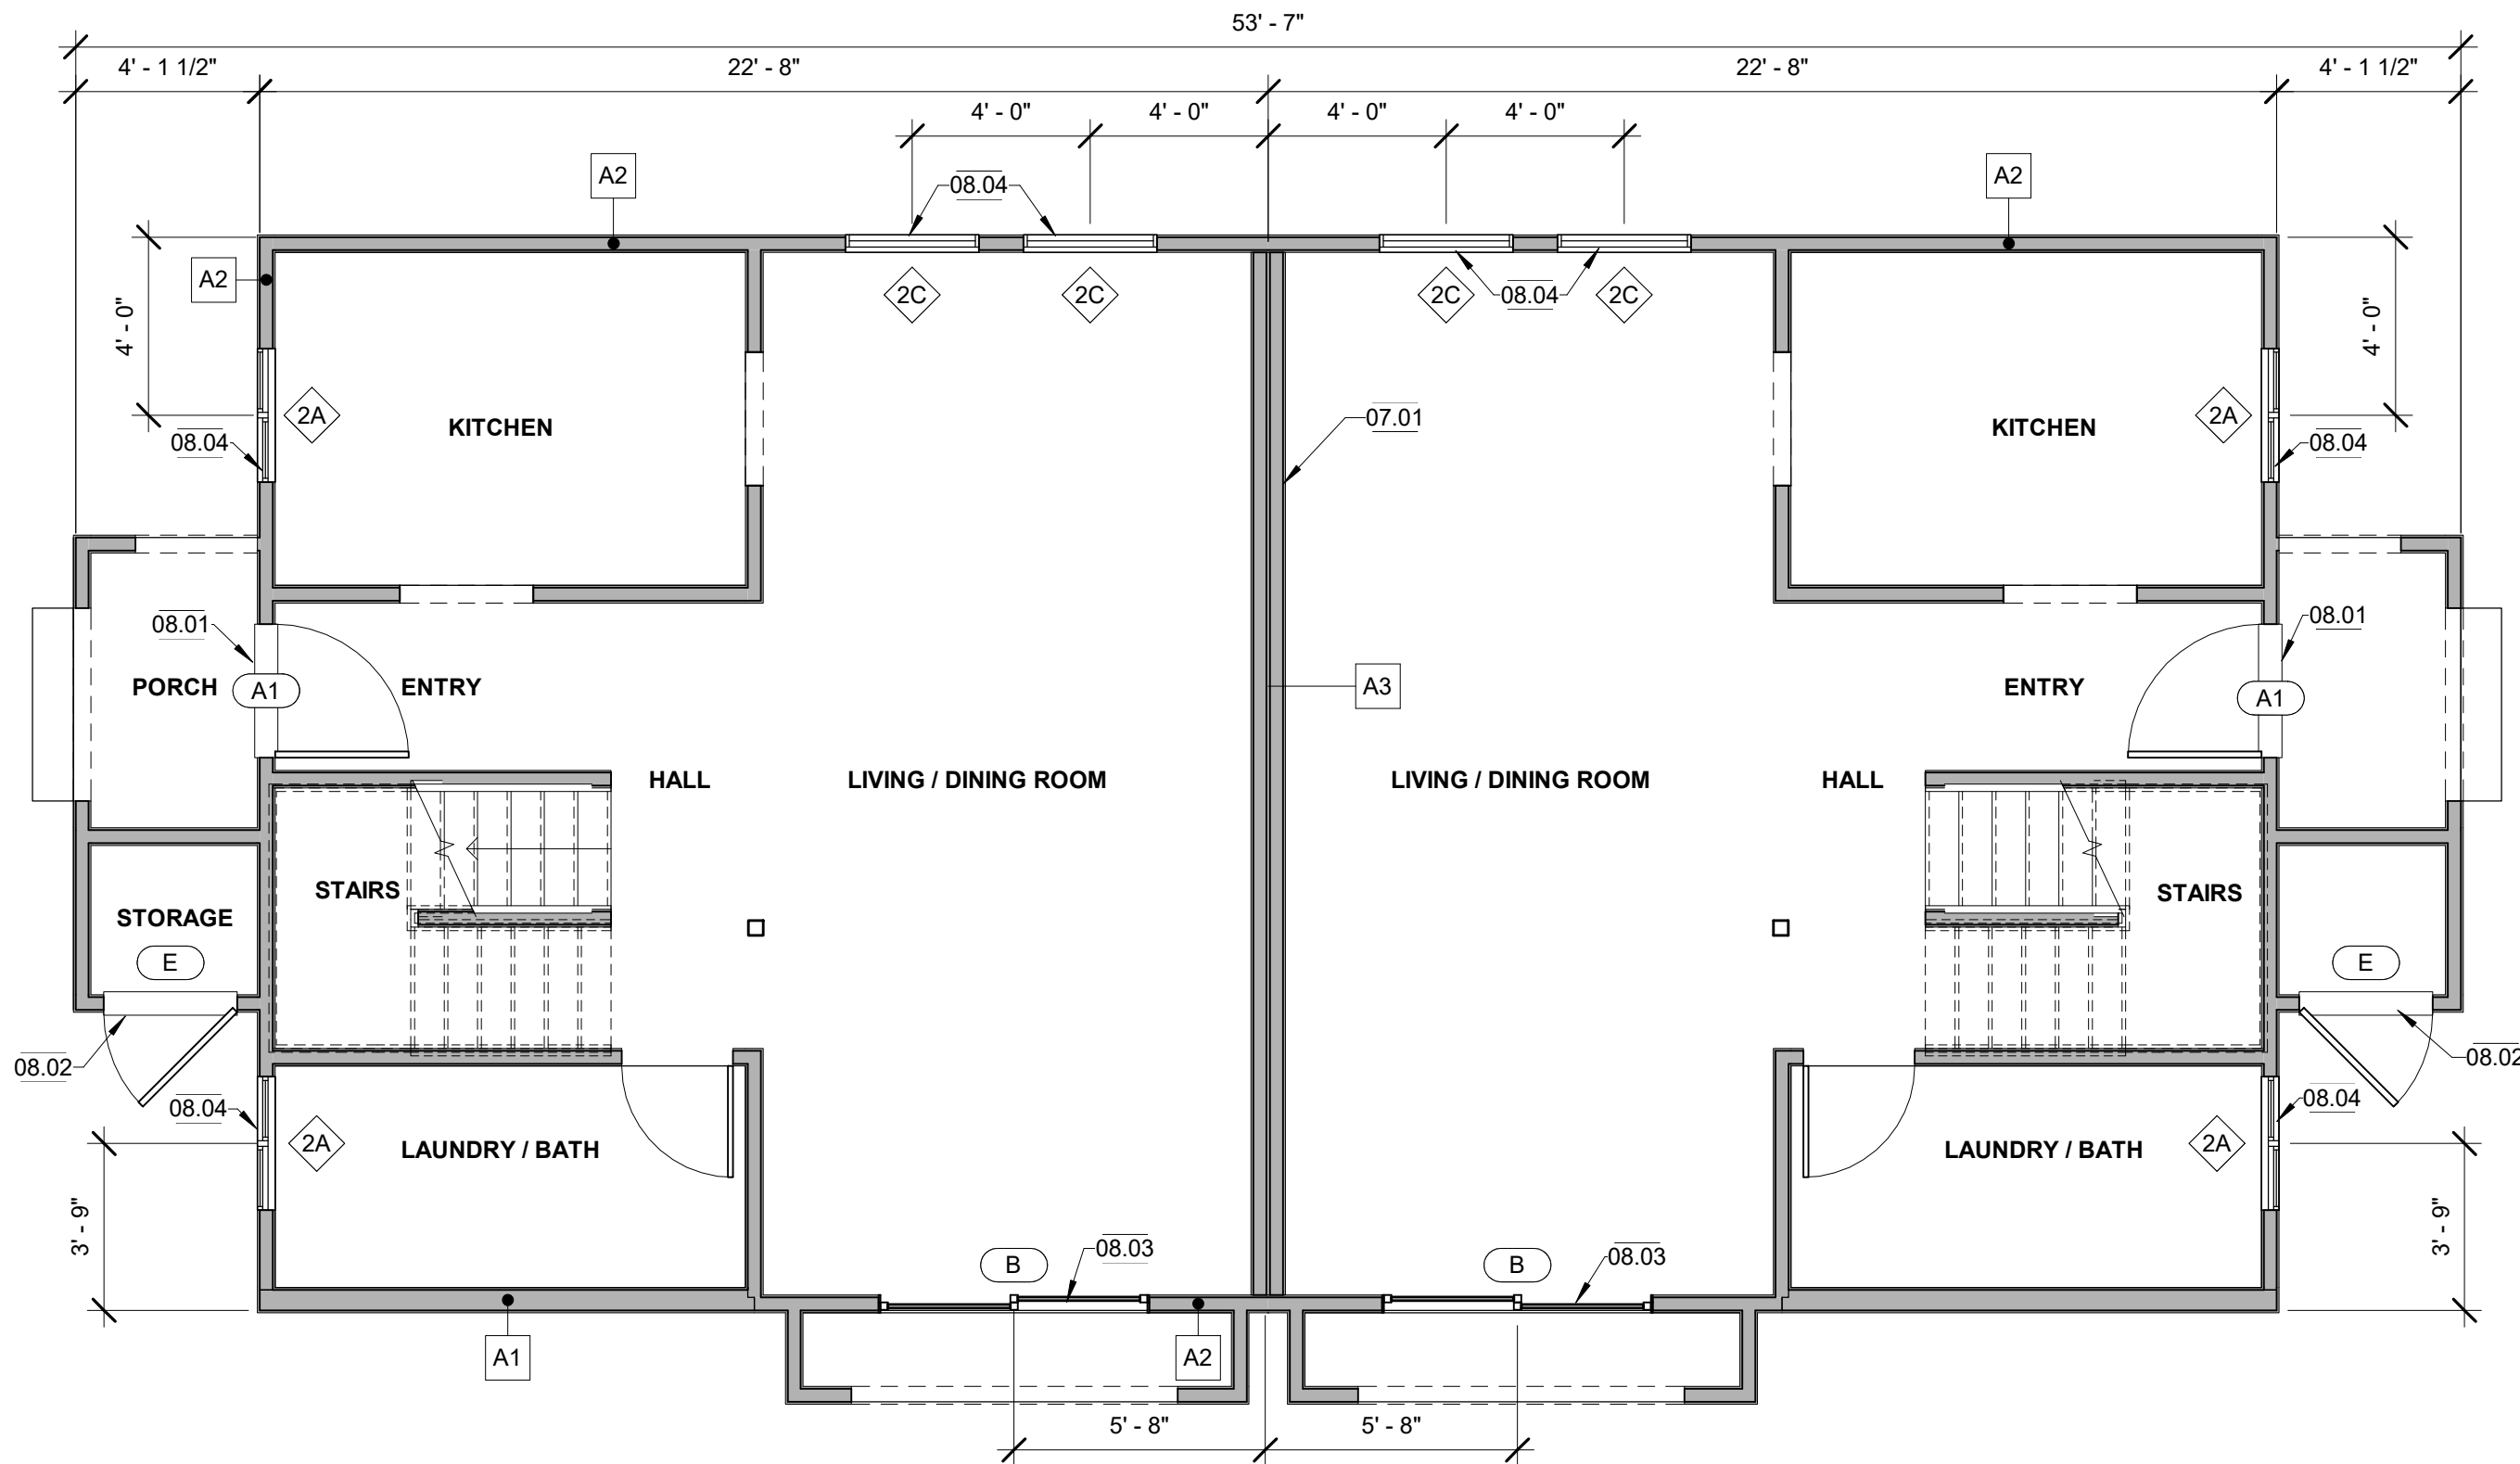 53' - 7"
4' - 1 1/2"
22' - 8"
22' - 8"
4' - 1 1/2"
4' - 0"
4' - 0"
4' - 0"
4' - 0"
A2
08.04
A2
A2
2C
2C
2C
08.04
2C
4' - 0"
4' - 0"
2A
KITCHEN
07.01
KITCHEN
2A
08.04
08.04
08.01
08.01
PORCH
A1
ENTRY
A3
ENTRY
A1
HALL
LIVING / DINING ROOM
LIVING / DINING ROOM
HALL
STAIRS
STAIRS
STORAGE
E
E
08.02
08.02
08.04
08.04
2A
LAUNDRY / BATH
LAUNDRY / BATH
2A
3' - 9"
3' - 9"
B
08.03
B
08.03
A1
A2
5' - 8"
5' - 8"